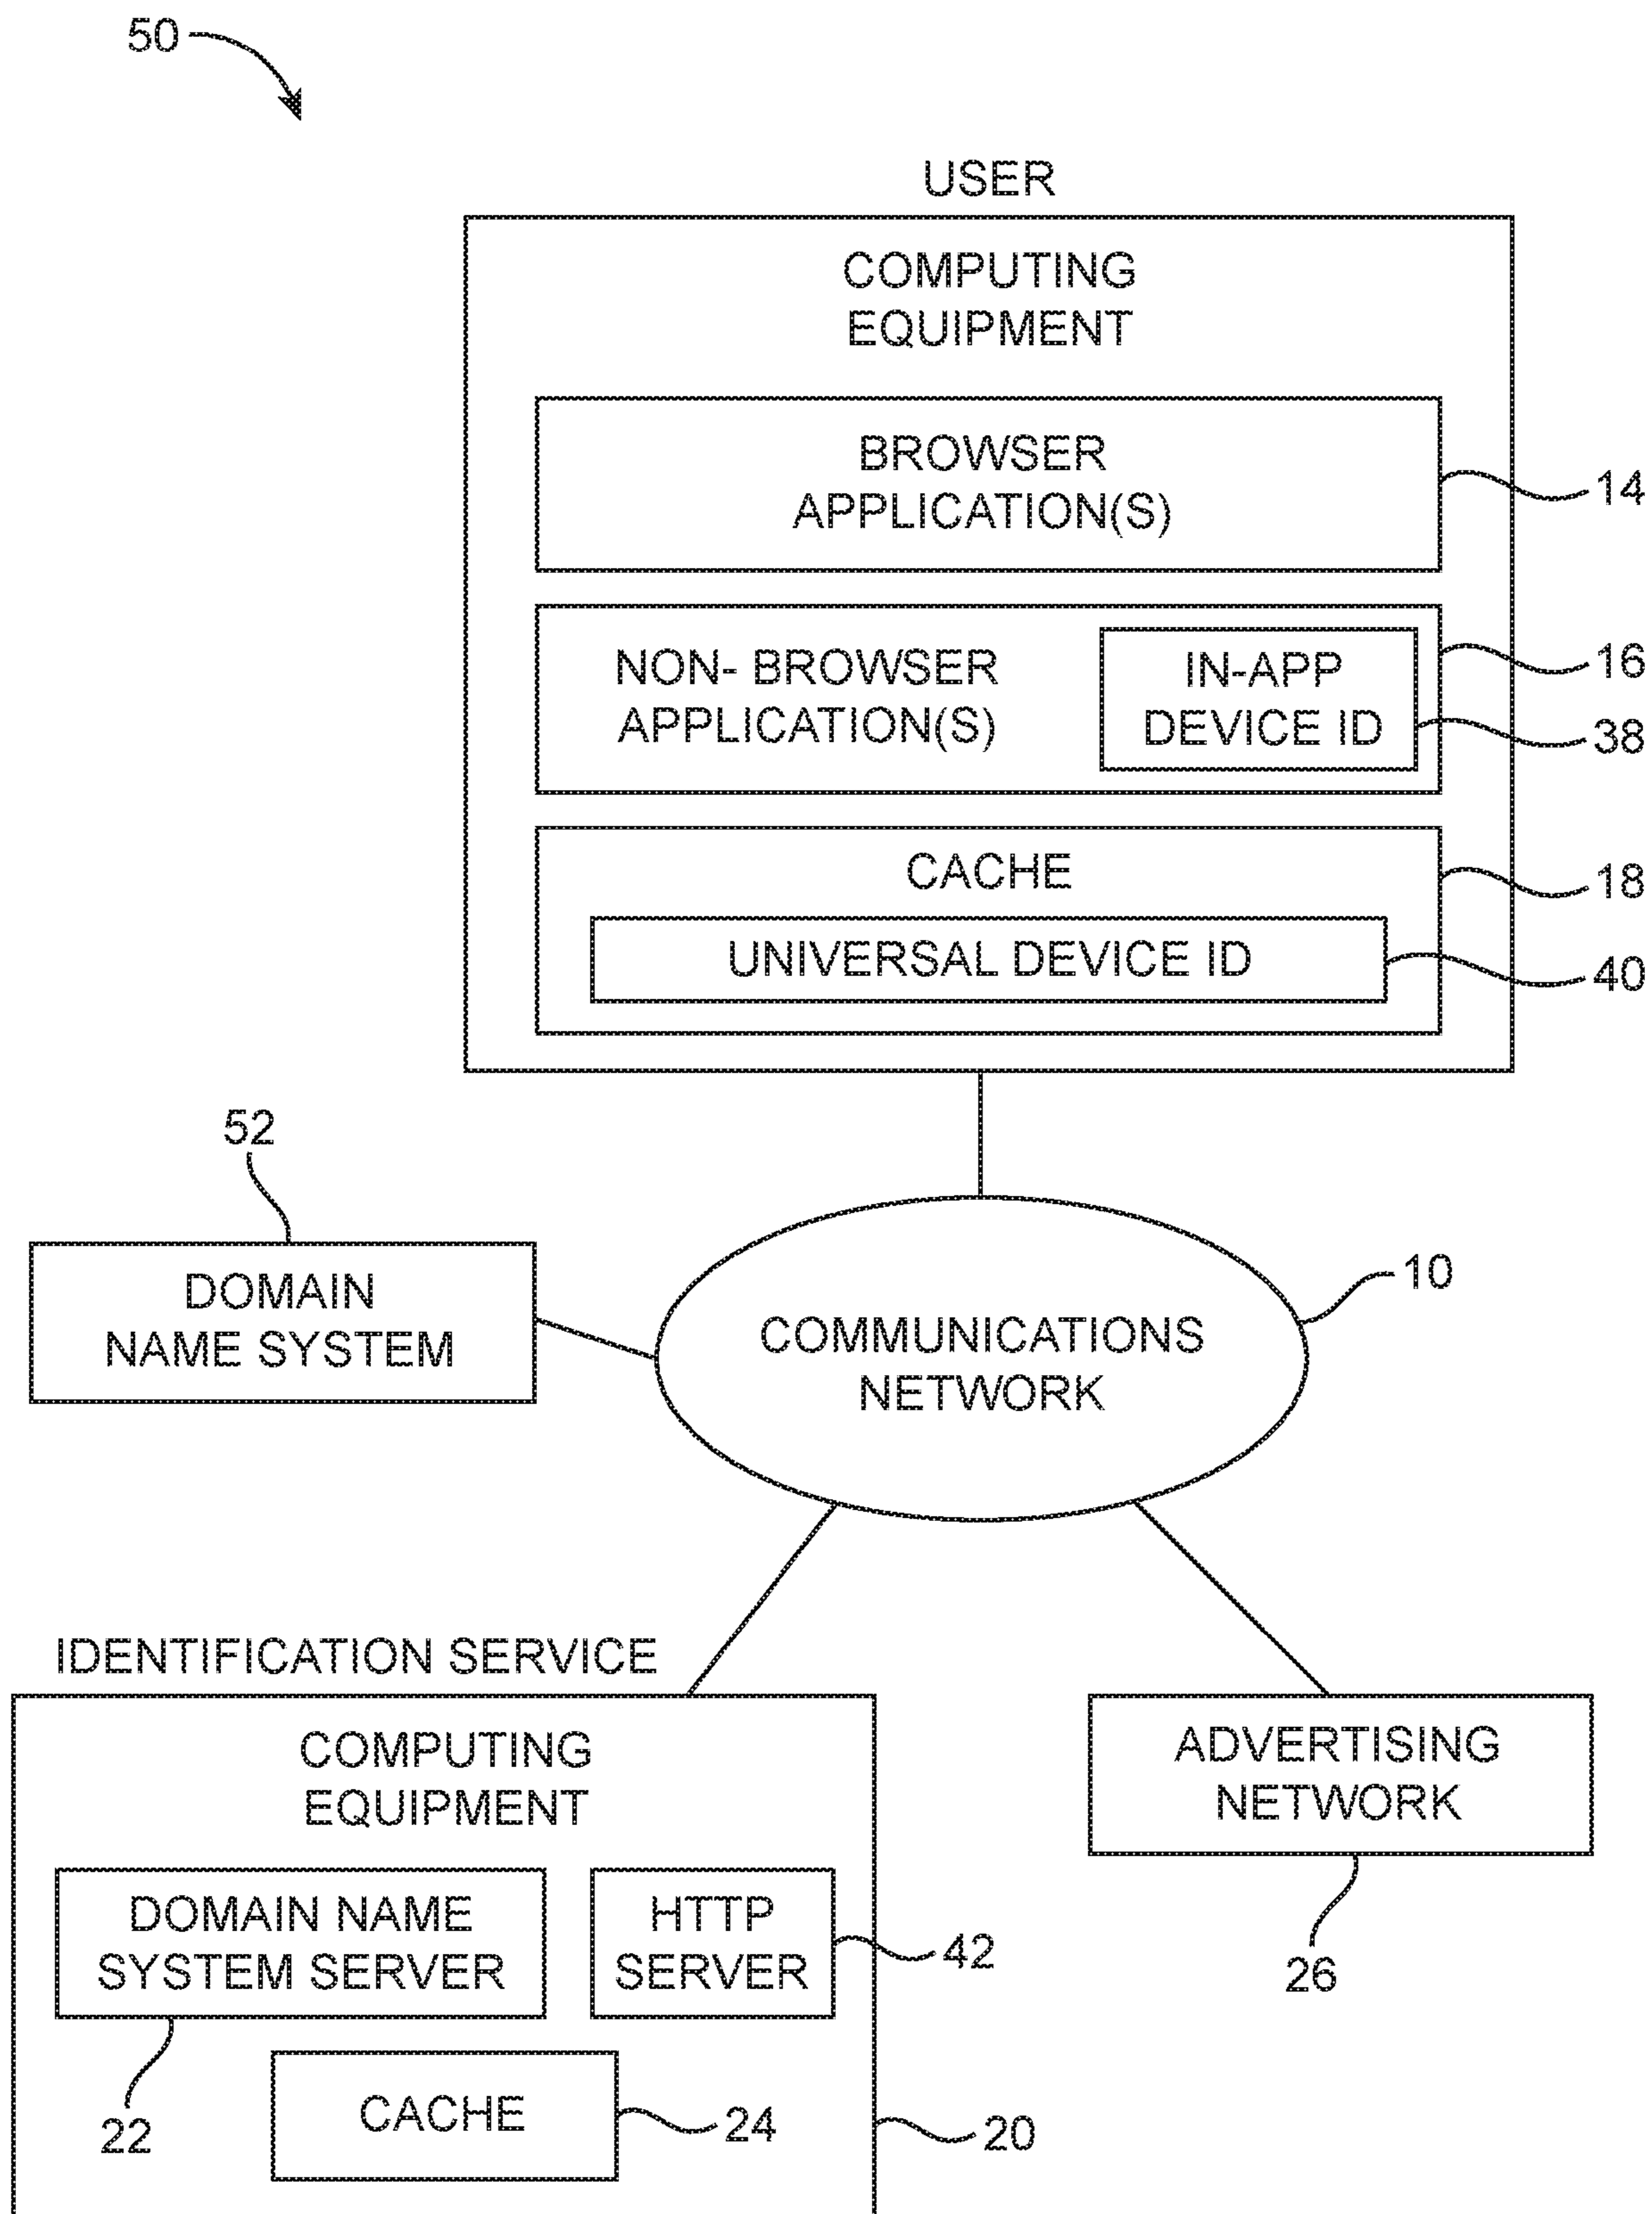 50
USER
COMPUTING
EQUIPMENT
BROWSER
APPLICATION(S)
14
NON- BROWSER
APPLICATION(S)
IN-APP
DEVICE ID
16
38
CACHE
18
UNIVERSAL DEVICE ID
40
52
DOMAIN
NAME SYSTEM
COMMUNICATIONS
NETWORK
10
IDENTIFICATION SERVICE
COMPUTING
EQUIPMENT
DOMAIN NAME
SYSTEM SERVER
HTTP
SERVER
42
22
CACHE
24
20
ADVERTISING
NETWORK
26